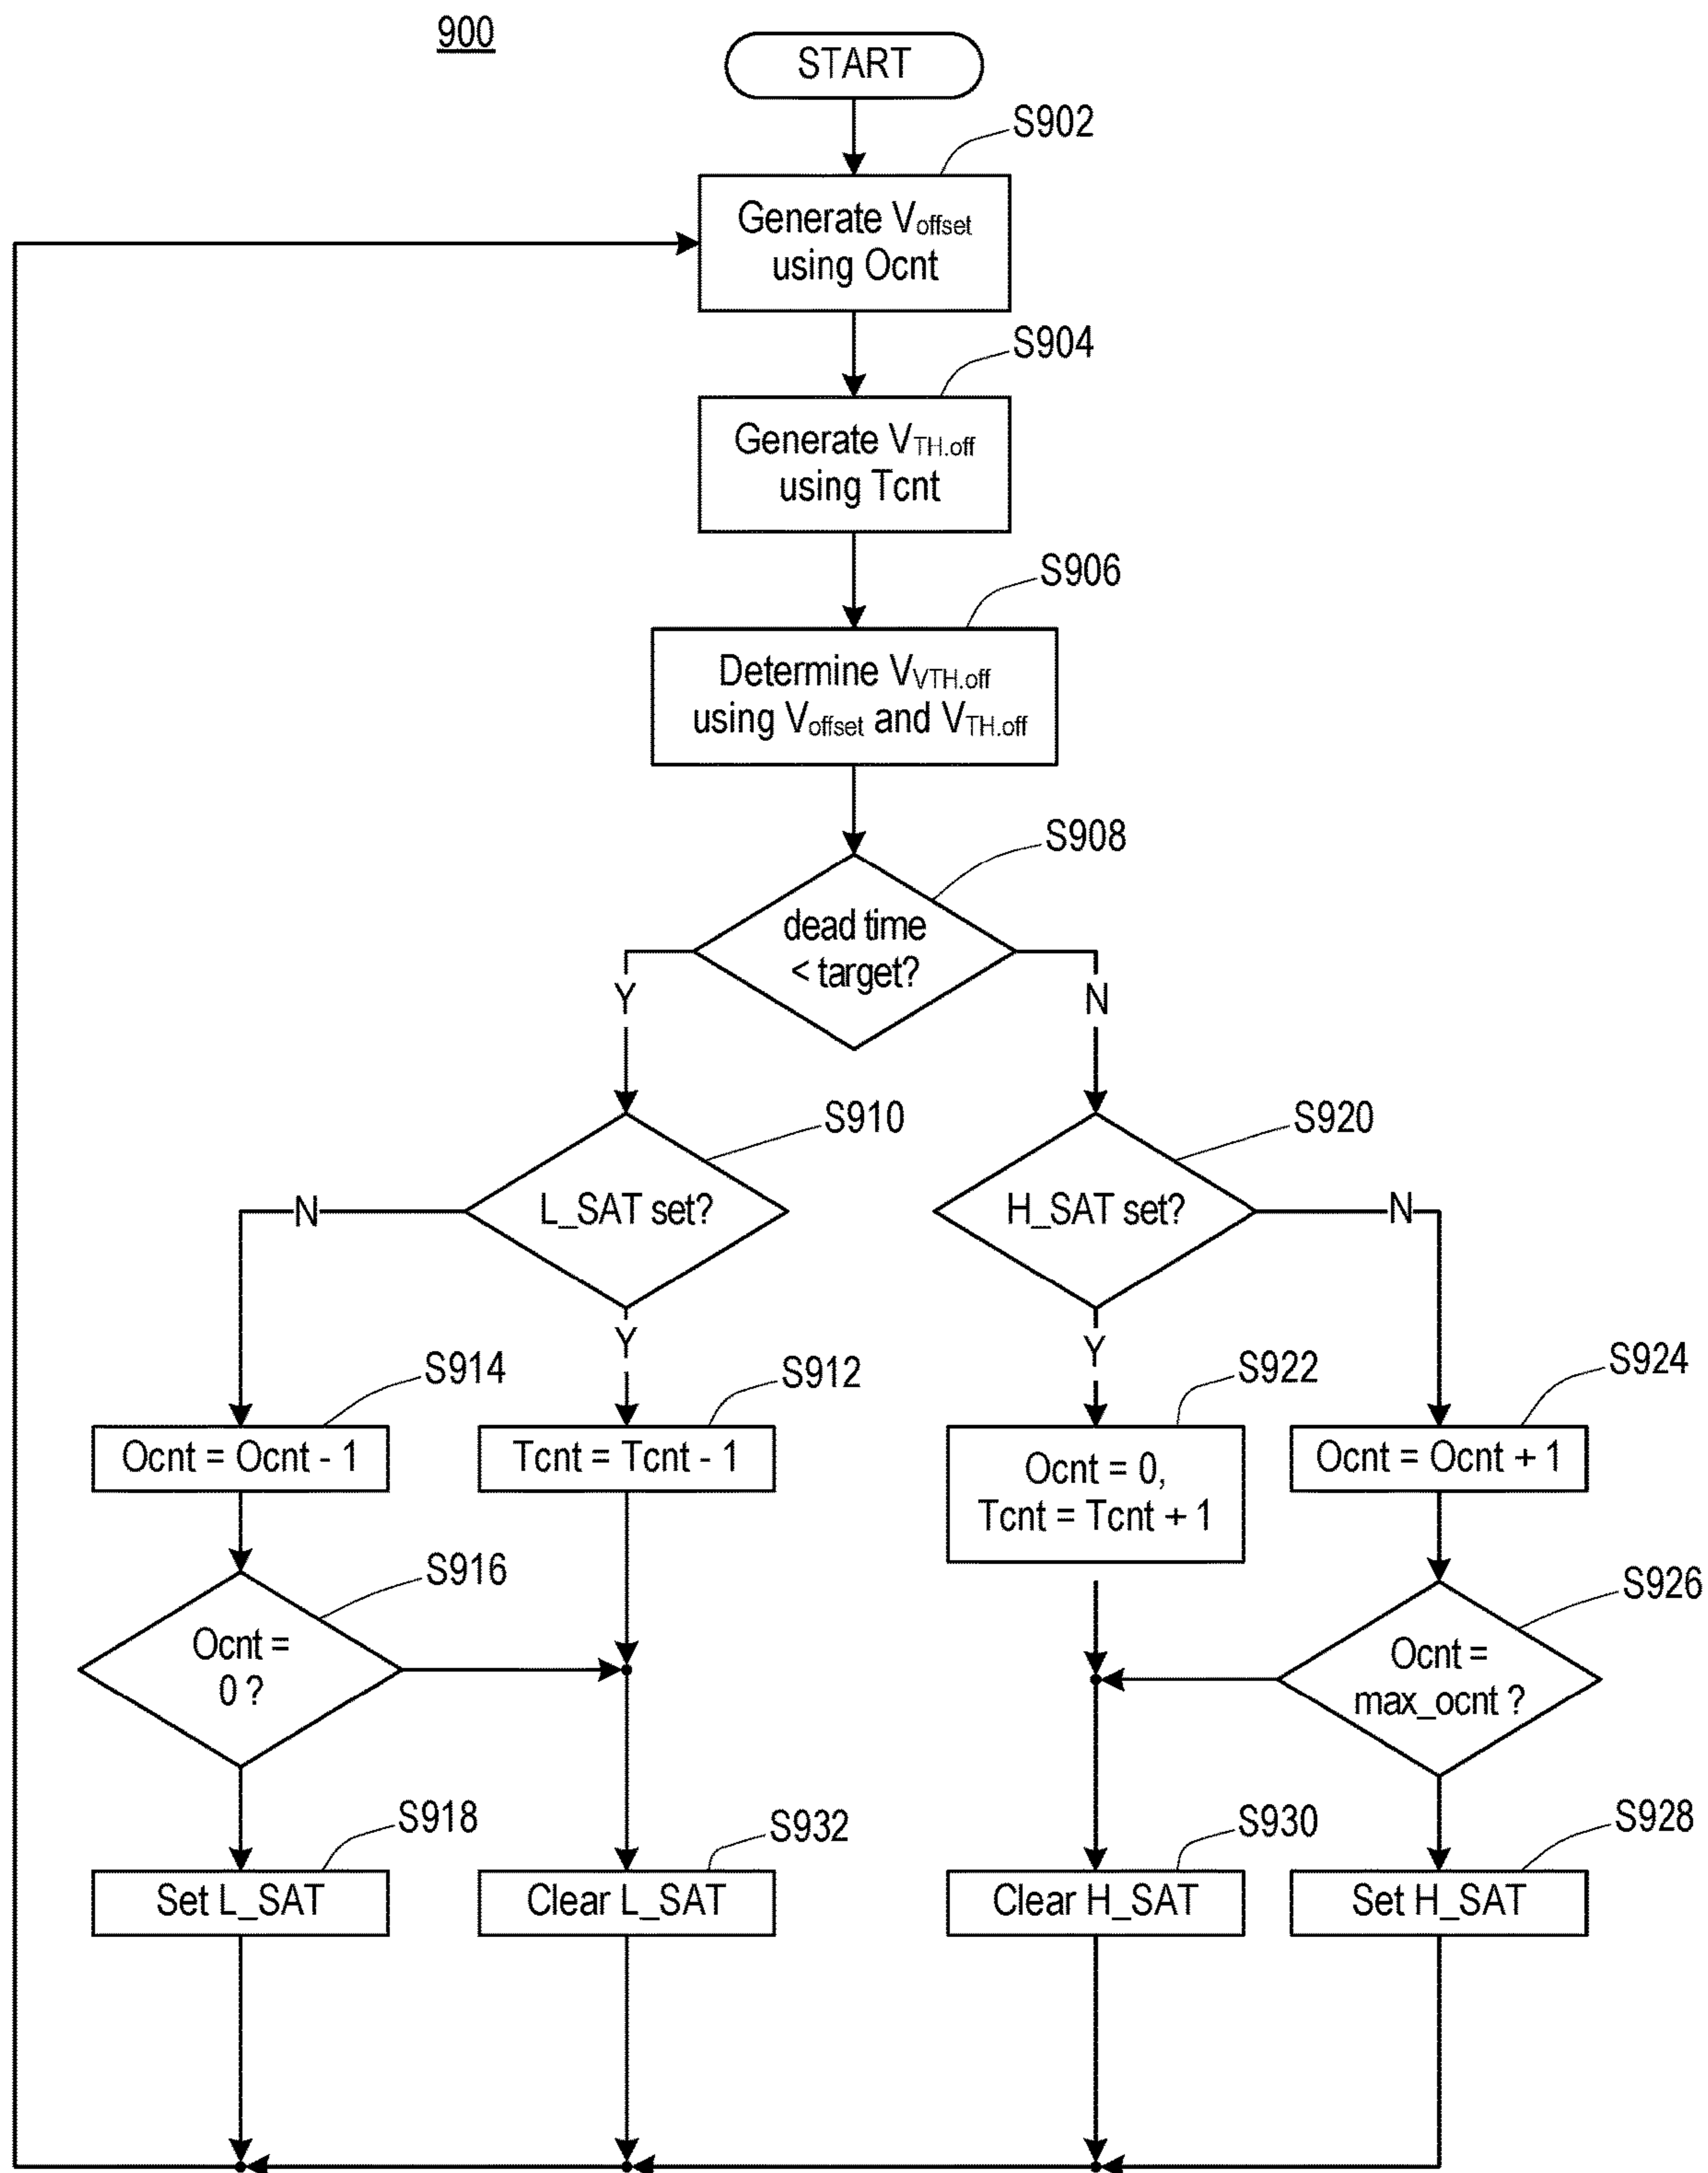 900
START
S902
Generate Voffset
using Ocnt
S904
Generate VTH.off
using Tcnt
S906
Determine VVTH.off
using Voffset and VTH.off
S908
dead time
< target?
Y
N
S910
L_SAT set?
N
Y
S920
H_SAT set?
N
Y
S914
Ocnt = Ocnt - 1
S912
Tcnt = Tcnt - 1
S922
Ocnt = 0,
Tcnt = Tcnt + 1
S924
Ocnt = Ocnt + 1
S916
Ocnt =
0 ?
S926
Ocnt =
max_ocnt ?
S918
Set L_SAT
S932
Clear L_SAT
S930
Clear H_SAT
S928
Set H_SAT